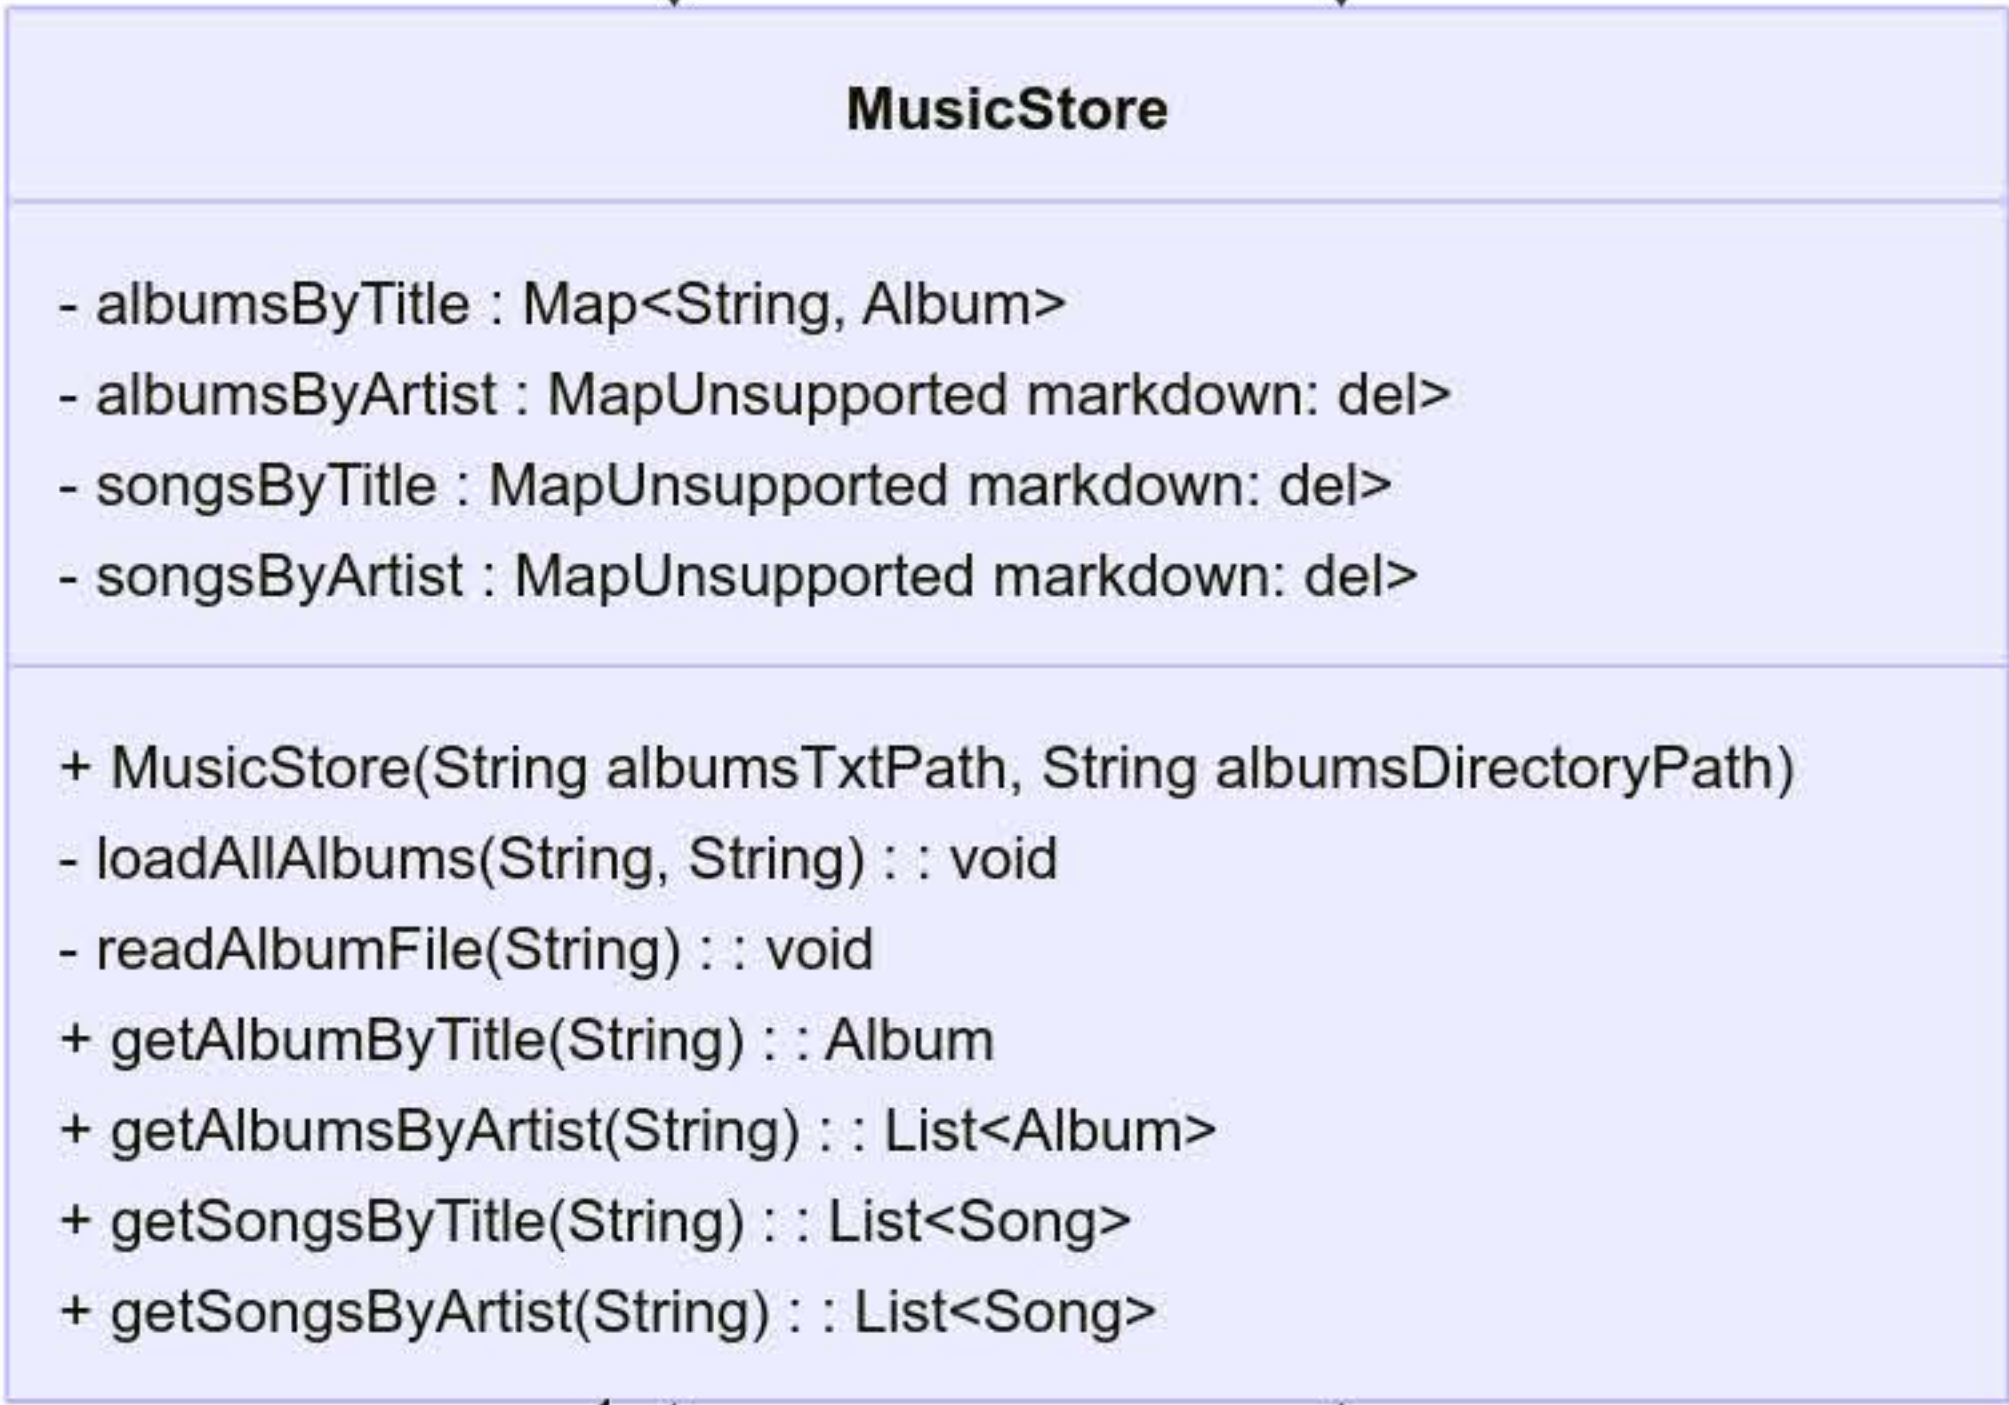 MusicStore
- albumsByTitle : Map<String, Album>
- albumsByArtist : MapUnsupported markdown: del>
- songsByTitle : MapUnsupported markdown: del>
- songsByArtist : MapUnsupported markdown: del>
+ MusicStore(String albumsTxtPath, String albumsDirectoryPath)
- loadAllAlbums(String, String) : : void
- readAlbumFile(String) : : void
+ getAlbumByTitle(String) : : Album
+ getAlbumsByArtist(String) : : List<Album>
+ getSongsByTitle(String) : : List<Song>
+ getSongsByArtist(String) : : List<Song>